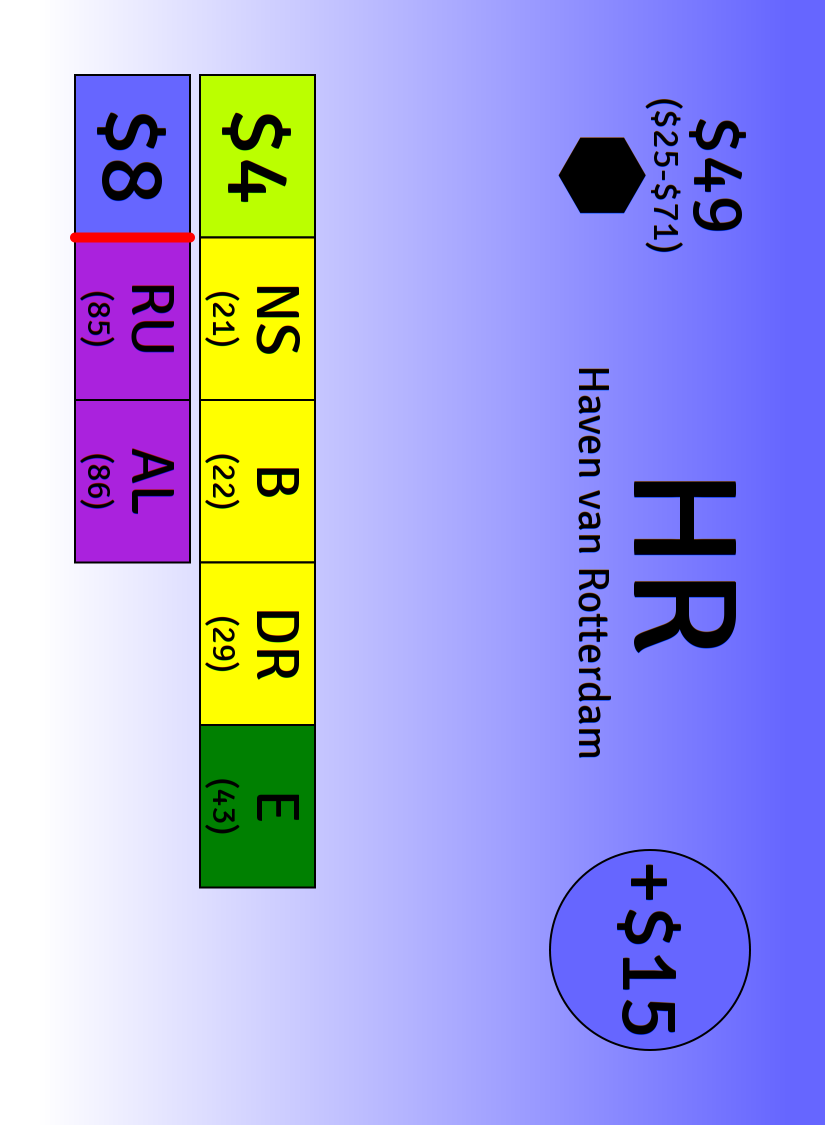 $49
($25-$71)
HR
Haven van Rotterdam
+$15
$4
NS
(21)
B
(22)
DR
(29)
E
(43)
$8
RU
(85)
AL
(86)